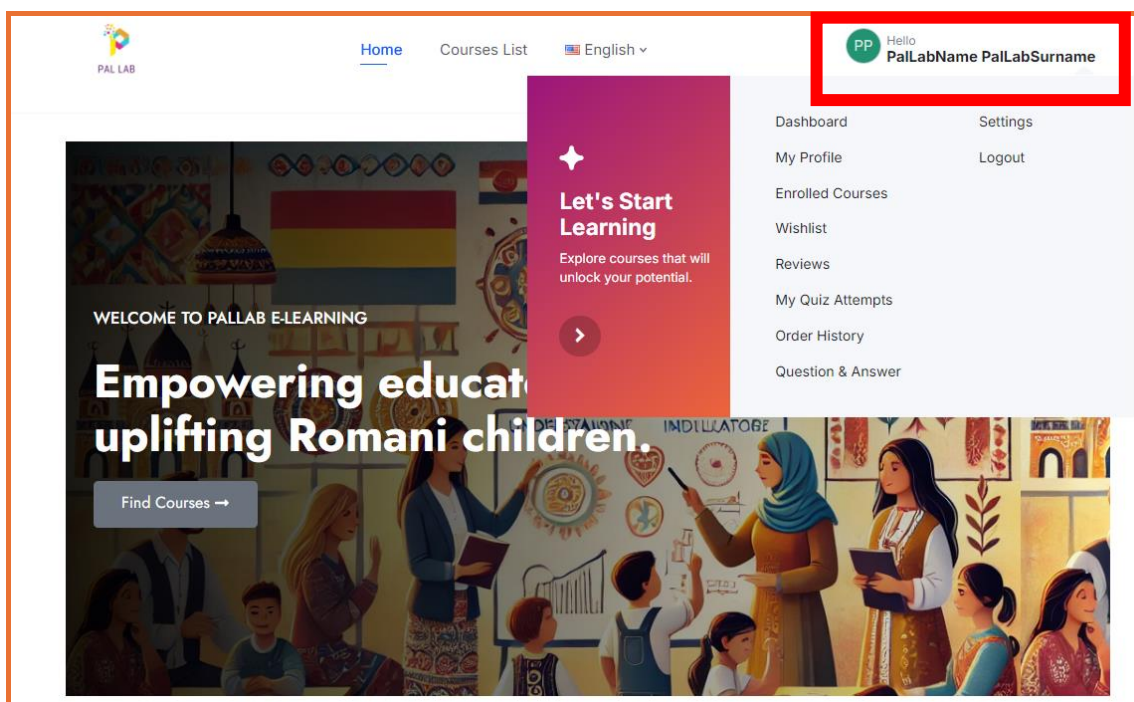 PAL LAB
Home Courses List English
PP Hello
PalLabName PalLabSurname
Let's Start
Learning
Explore courses that will
unlock your potential.
Dashboard
My Profile
Enrolled Courses
Wishlist
Reviews
My Quiz Attempts
Order History
Question & Answer
Settings
Logout
WELCOME TO PALLAB E-LEARNING
Empowering educat
uplifting Romani children.
Find Courses →
INDILLATOBE